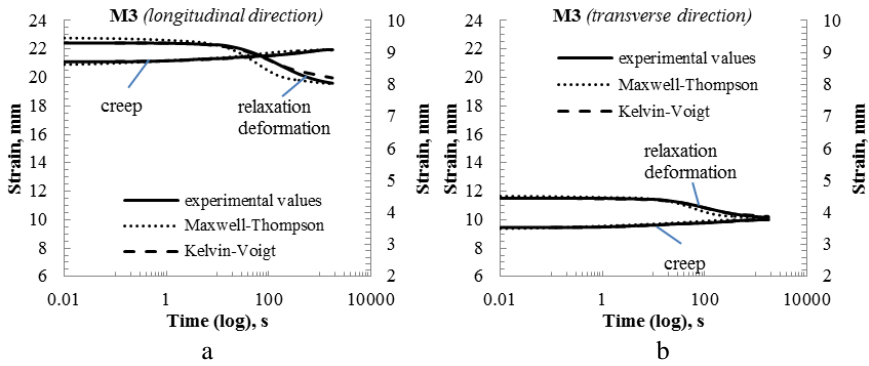 M3 (longitudinal direction)
24
22
20
18
16
14
12
10
8
6
Strain, mm
10
9
8
7
6
5
4
3
2
Strain, mm
creep
relaxation
deformation
experimental values
Maxwell-Thompson
Kelvin-Voigt
0.01
1
100
10000
Time (log), s
a
M3 (transverse direction)
24
22
20
18
16
14
12
10
8
6
Strain, mm
10
9
8
7
6
5
4
3
2
Strain, mm
experimental values
Maxwell-Thompson
Kelvin-Voigt
relaxation
deformation
creep
0.01
1
100
10000
Time (log), s
b